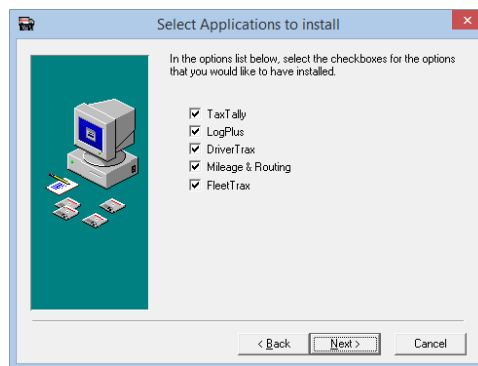 Select Applications to install
In the options list below, select the checkboxes for the options
that you would like to have installed.
TaxTally
LogPlus
DriverTrax
Mileage & Routing
FleetTrax
< Back
Next >
Cancel